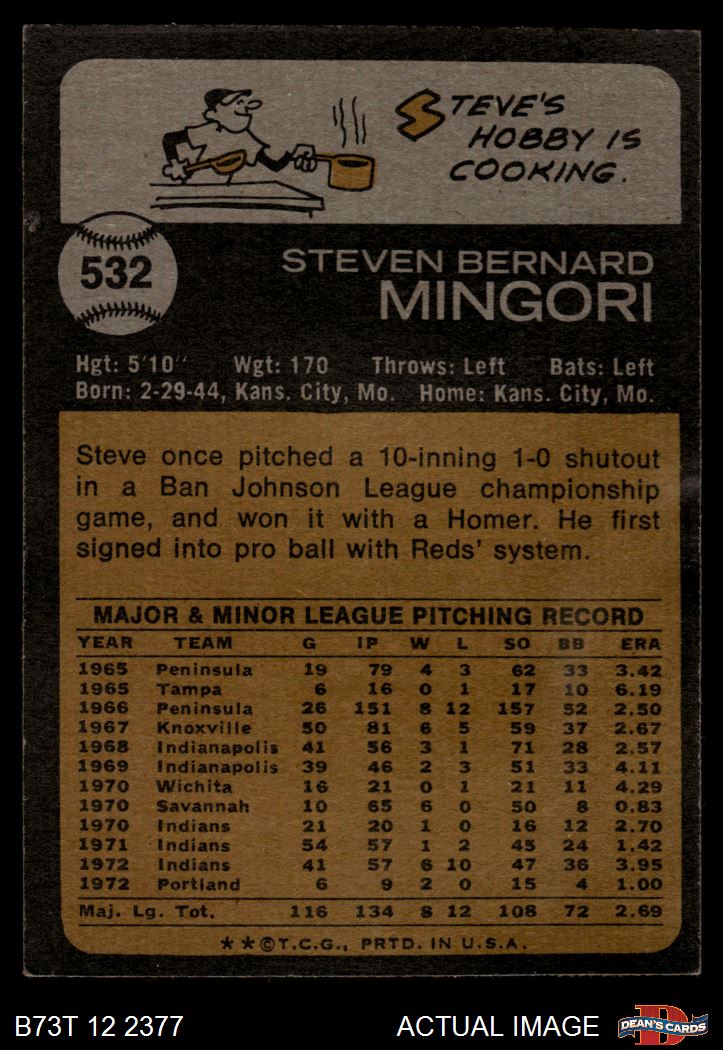 STEVE'S
HOBBY IS
COOKING.
532
STEVEN BERNARD
MINGORI
Hgt: 5'10" Wgt: 170 Throws: Left Bats: Left
Born: 2-29-44, Kans. City, Mo. Home: Kans. City, Mo.
Steve once pitched a 10-inning 1-0 shutout
in a Ban Johnson League championship
game, and won it with a Homer. He first
signed into pro ball with Reds' system.
MAJOR & MINOR LEAGUE PITCHING RECORD
YEAR TEAM G IP W L SO BB ERA
1965 Peninsula 19 79 4 3 62 33 3.42
1965 Tampa 6 16 0 1 17 10 6.19
1966 Peninsula 26 151 8 12 157 52 2.50
1967 Knoxville 50 81 6 5 59 37 2.67
1968 Indianapolis 41 56 3 1 71 28 2.57
1969 Indianapolis 39 46 2 3 51 33 4.11
1970 Wichita 16 21 0 1 21 11 4.29
1970 Savannah 10 65 6 0 50 8 0.83
1970 Indians 21 20 1 0 16 12 2.70
1971 Indians 54 57 1 2 45 24 1.42
1972 Indians 41 57 6 10 47 36 3.95
1972 Portland 6 9 2 0 15 4 1.00
Maj. Lg. Tot. 116 134 8 12 108 72 2.69
★★©T.C.G., PRTD. IN U.S.A.
B73T 12 2377 ACTUAL IMAGE DEAN'S CARDS